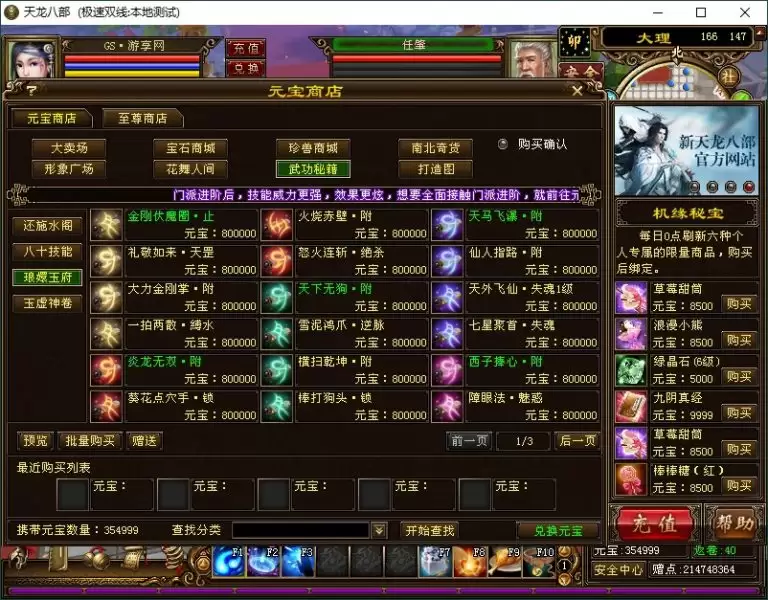 天龙八部 (极速双线:本地测试)
GS·游享网
充值
兑换
任肇
卯
大理 166 147
北
安全
社
? 元宝商店
元宝商店 至尊商店
大卖场 宝石商城 珍兽商城 南北奇货 购买确认
形象广场 花舞人间 武功秘籍 打造图
门派进阶后，技能威力更强，效果更炫，想要全面接触门派进阶，就前往
还施水阁
八十技能
琅嬛玉府
玉虚神卷
金刚伏魔圈·止 火烧赤壁·附 天马飞瀑·附
元宝：800000 元宝：800000 元宝：800000
礼敬如来·天罡 怒火连斩·绝杀 仙人指路·附
元宝：800000 元宝：800000 元宝：800000
大力金刚掌·附 天下无狗·附 天外飞仙·失魂1级
元宝：800000 元宝：800000 元宝：800000
一拍两散·缚水 雪泥鸿爪·逆脉 七星聚首·失魂
元宝：800000 元宝：800000 元宝：800000
炎龙无双·附 横扫乾坤·附 西子捧心·附
元宝：800000 元宝：800000 元宝：800000
葵花点穴手·锁 棒打狗头·锁 障眼法·魅惑
元宝：800000 元宝：800000 元宝：800000
预览 批量购买 赠送 前一页 1/3 后一页
最近购买列表
元宝： 元宝： 元宝： 元宝： 元宝：
携带元宝数量：354999 查找分类 开始查找 兑换元宝
新天龙八部
官方网站
机缘秘宝
每日0点刷新六种个
人专属的限量商品，购买
后绑定。
草莓甜筒
元宝：8500 购买
浪漫小熊
元宝：8500 购买
绿晶石(6级)
元宝：5000 购买
九阴真经
元宝：9999 购买
草莓甜筒
元宝：8500 购买
棒棒糖（红）
元宝：8500 购买
充值 帮助
元宝:354999 返卷:40
安全中心 赠点:214748364
F1 F2 F3 F7 F8 F9 F10 1